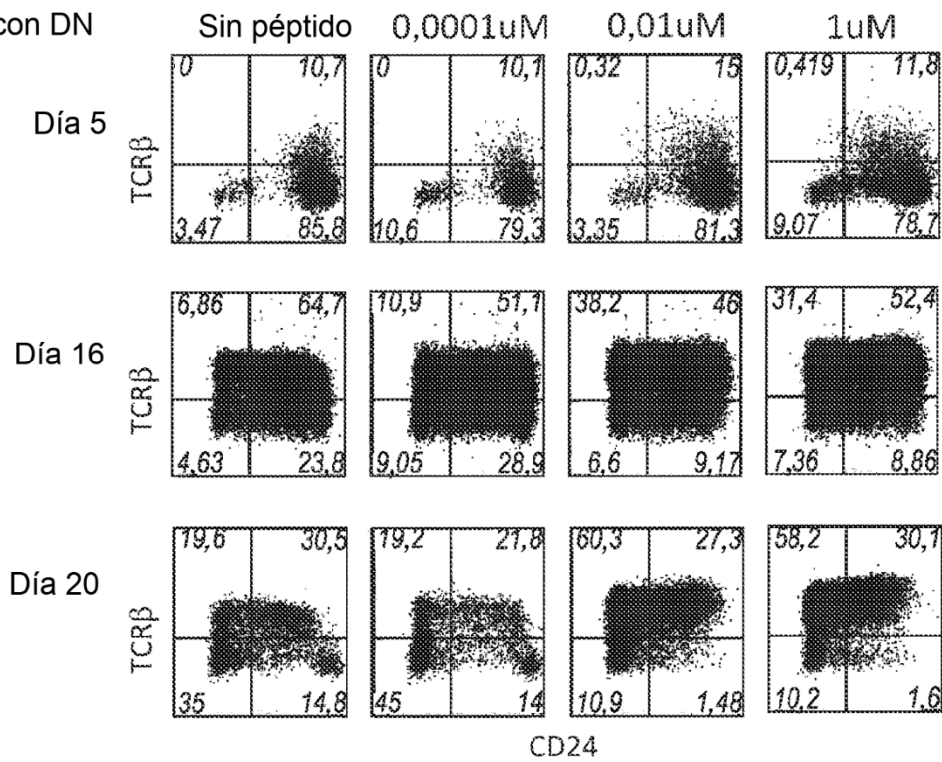 con DN
Sin péptido 0,0001uM 0,01uM 1uM
Día 5
TCRβ
0 10,7
3,47 85,8
0 10,1
10,6 79,3
0,32 15
3,35 81,3
0,419 11,8
9,07 78,7
Día 16
TCRβ
6,86 64,7
4,63 23,8
10,9 51,1
9,05 28,9
38,2 46
6,6 9,17
31,4 52,4
7,36 8,86
Día 20
TCRβ
19,6 30,5
35 14,8
19,2 21,8
45 14
60,3 27,3
10,9 1,48
58,2 30,1
10,2 1,6
CD24